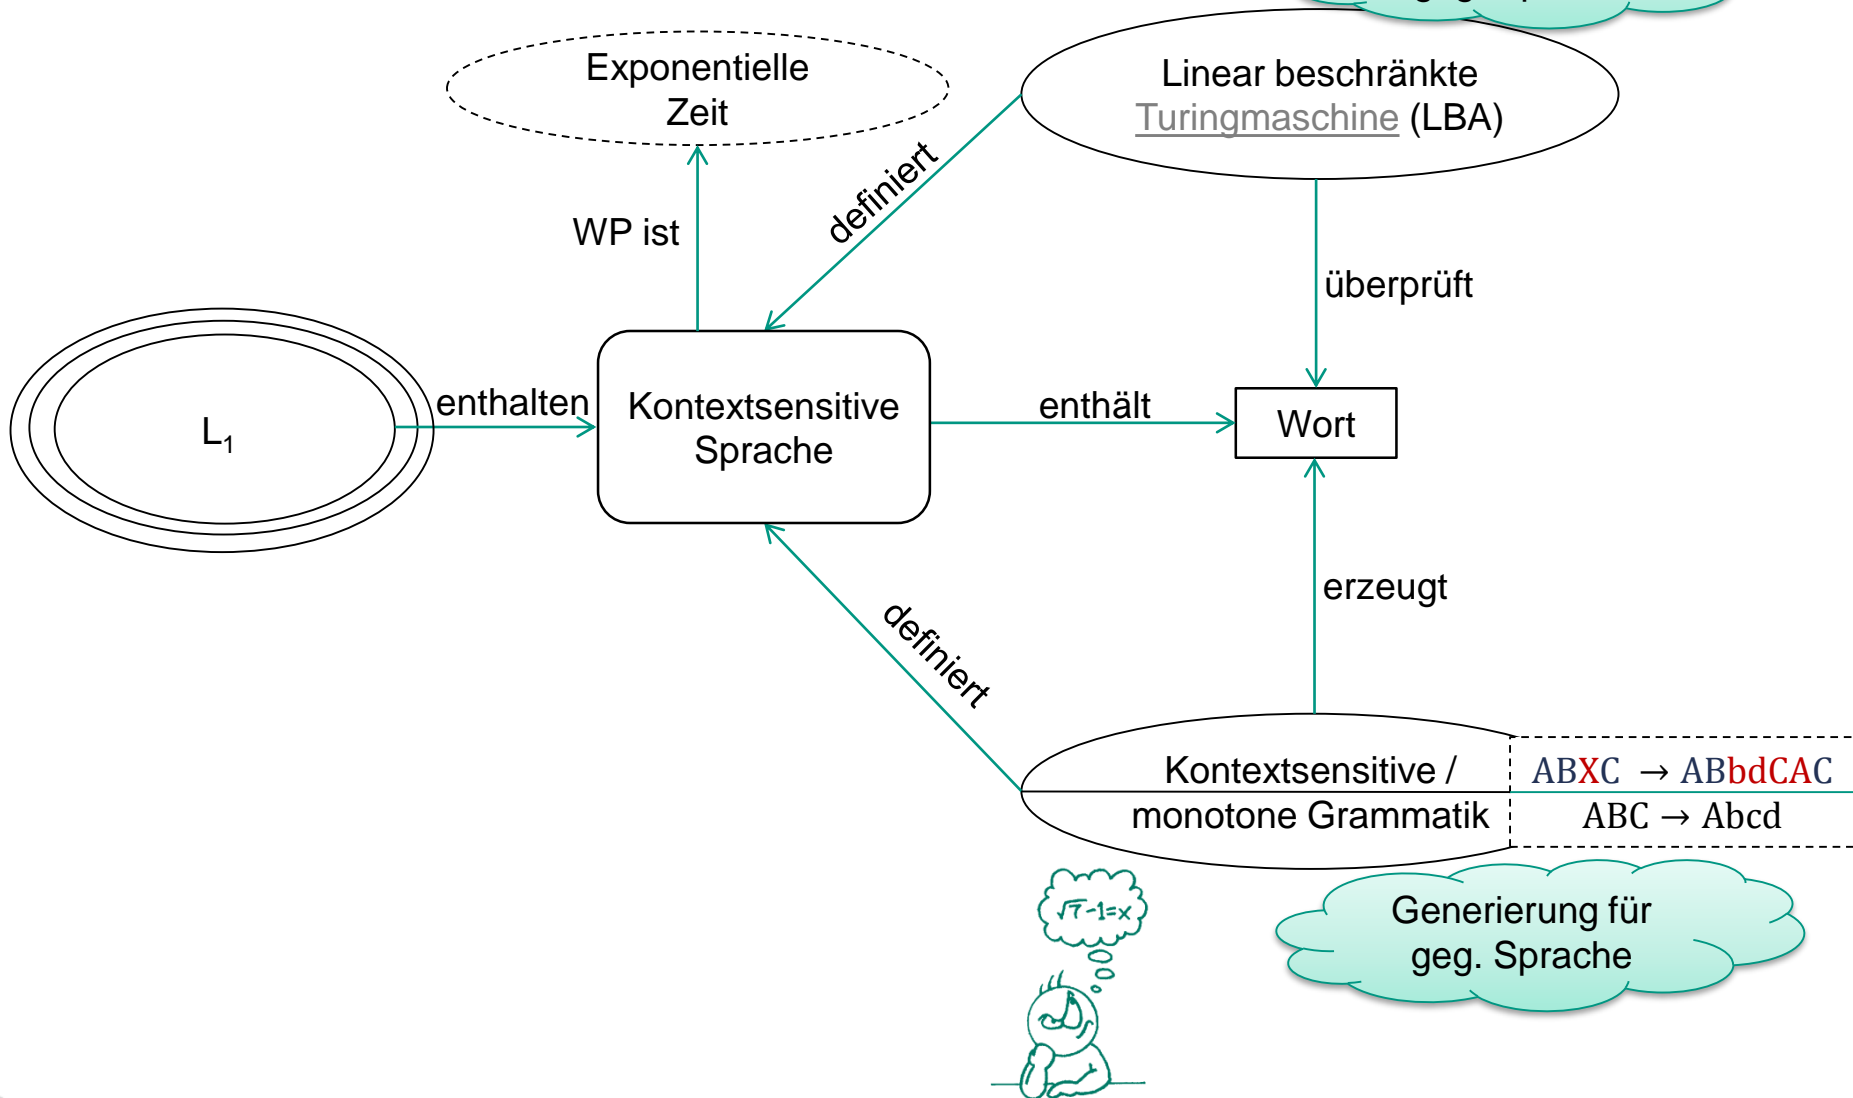 Exponentielle
Zeit
Linear beschränkte
Turingmaschine (LBA)
WP ist
definiert
überprüft
L₁
enthalten
Kontextsensitive
Sprache
enthält
Wort
definiert
erzeugt
Kontextsensitive /
monotone Grammatik
ABXC → ABbdCAC
ABC → Abcd
√7-1=x
Generierung für
geg. Sprache